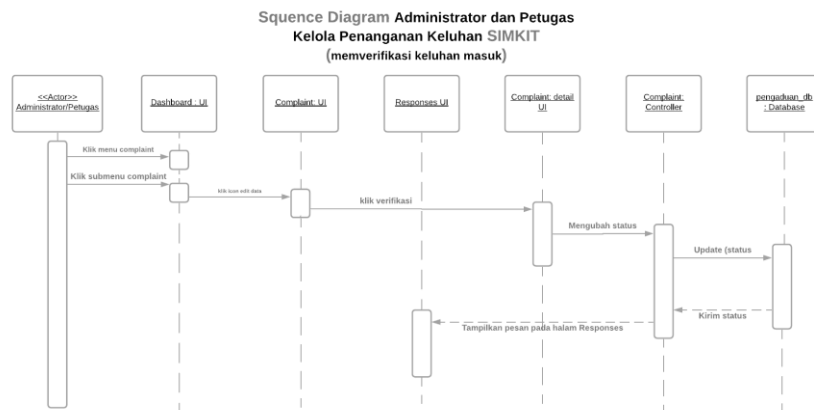 Squence Diagram Administrator dan Petugas
Kelola Penanganan Keluhan SIMKIT
(memverifikasi keluhan masuk)
<<Actor>>
Administrator/Petugas
Dashboard : UI
Complaint: UI
Responses UI
Complaint: detail
UI
Complaint:
Controller
pengaduan_db
: Database
Klik menu complaint
Klik submenu complaint
klik icon edit data
klik verifikasi
Mengubah status
Update (status
Kirim status
Tampilkan pesan pada halam Responses